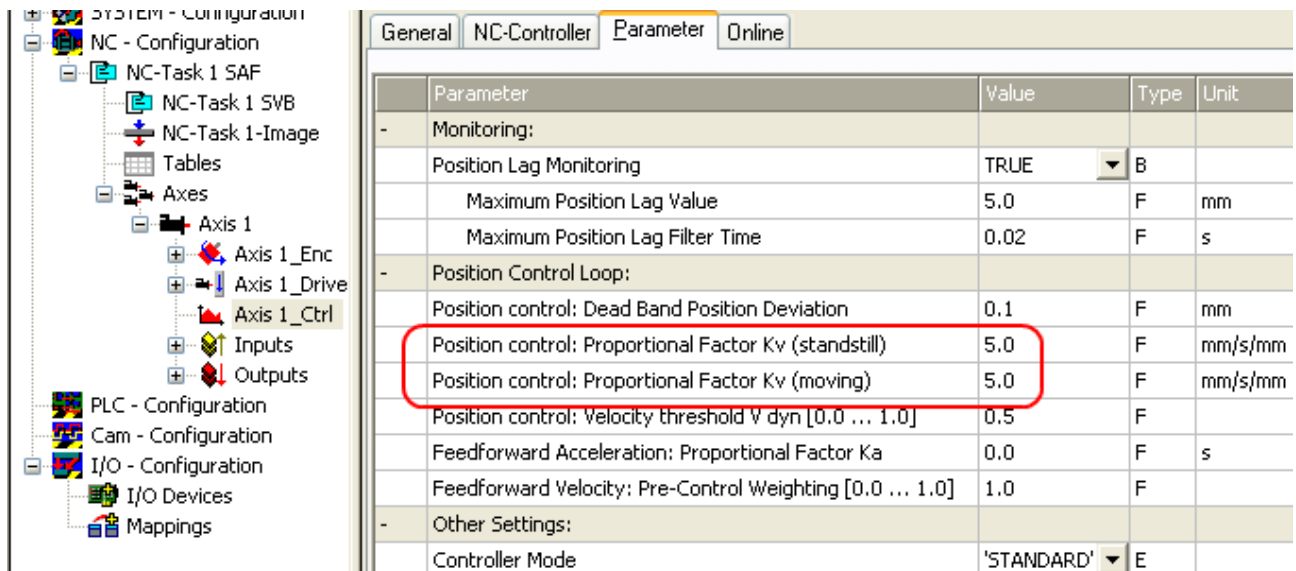 SYSTEM - Configuration
NC - Configuration
NC-Task 1 SAF
NC-Task 1 SVB
NC-Task 1-Image
Tables
Axes
Axis 1
Axis 1_Enc
Axis 1_Drive
Axis 1_Ctrl
Inputs
Outputs
PLC - Configuration
Cam - Configuration
I/O - Configuration
I/O Devices
Mappings
General NC-Controller Parameter Online
Parameter Value Type Unit
- Monitoring:
Position Lag Monitoring TRUE B
Maximum Position Lag Value 5.0 F mm
Maximum Position Lag Filter Time 0.02 F s
- Position Control Loop:
Position control: Dead Band Position Deviation 0.1 F mm
Position control: Proportional Factor Kv (standstill) 5.0 F mm/s/mm
Position control: Proportional Factor Kv (moving) 5.0 F mm/s/mm
Position control: Velocity threshold V dyn [0.0 ... 1.0] 0.5 F
Feedforward Acceleration: Proportional Factor Ka 0.0 F s
Feedforward Velocity: Pre-Control Weighting [0.0 ... 1.0] 1.0 F
- Other Settings:
Controller Mode 'STANDARD' E